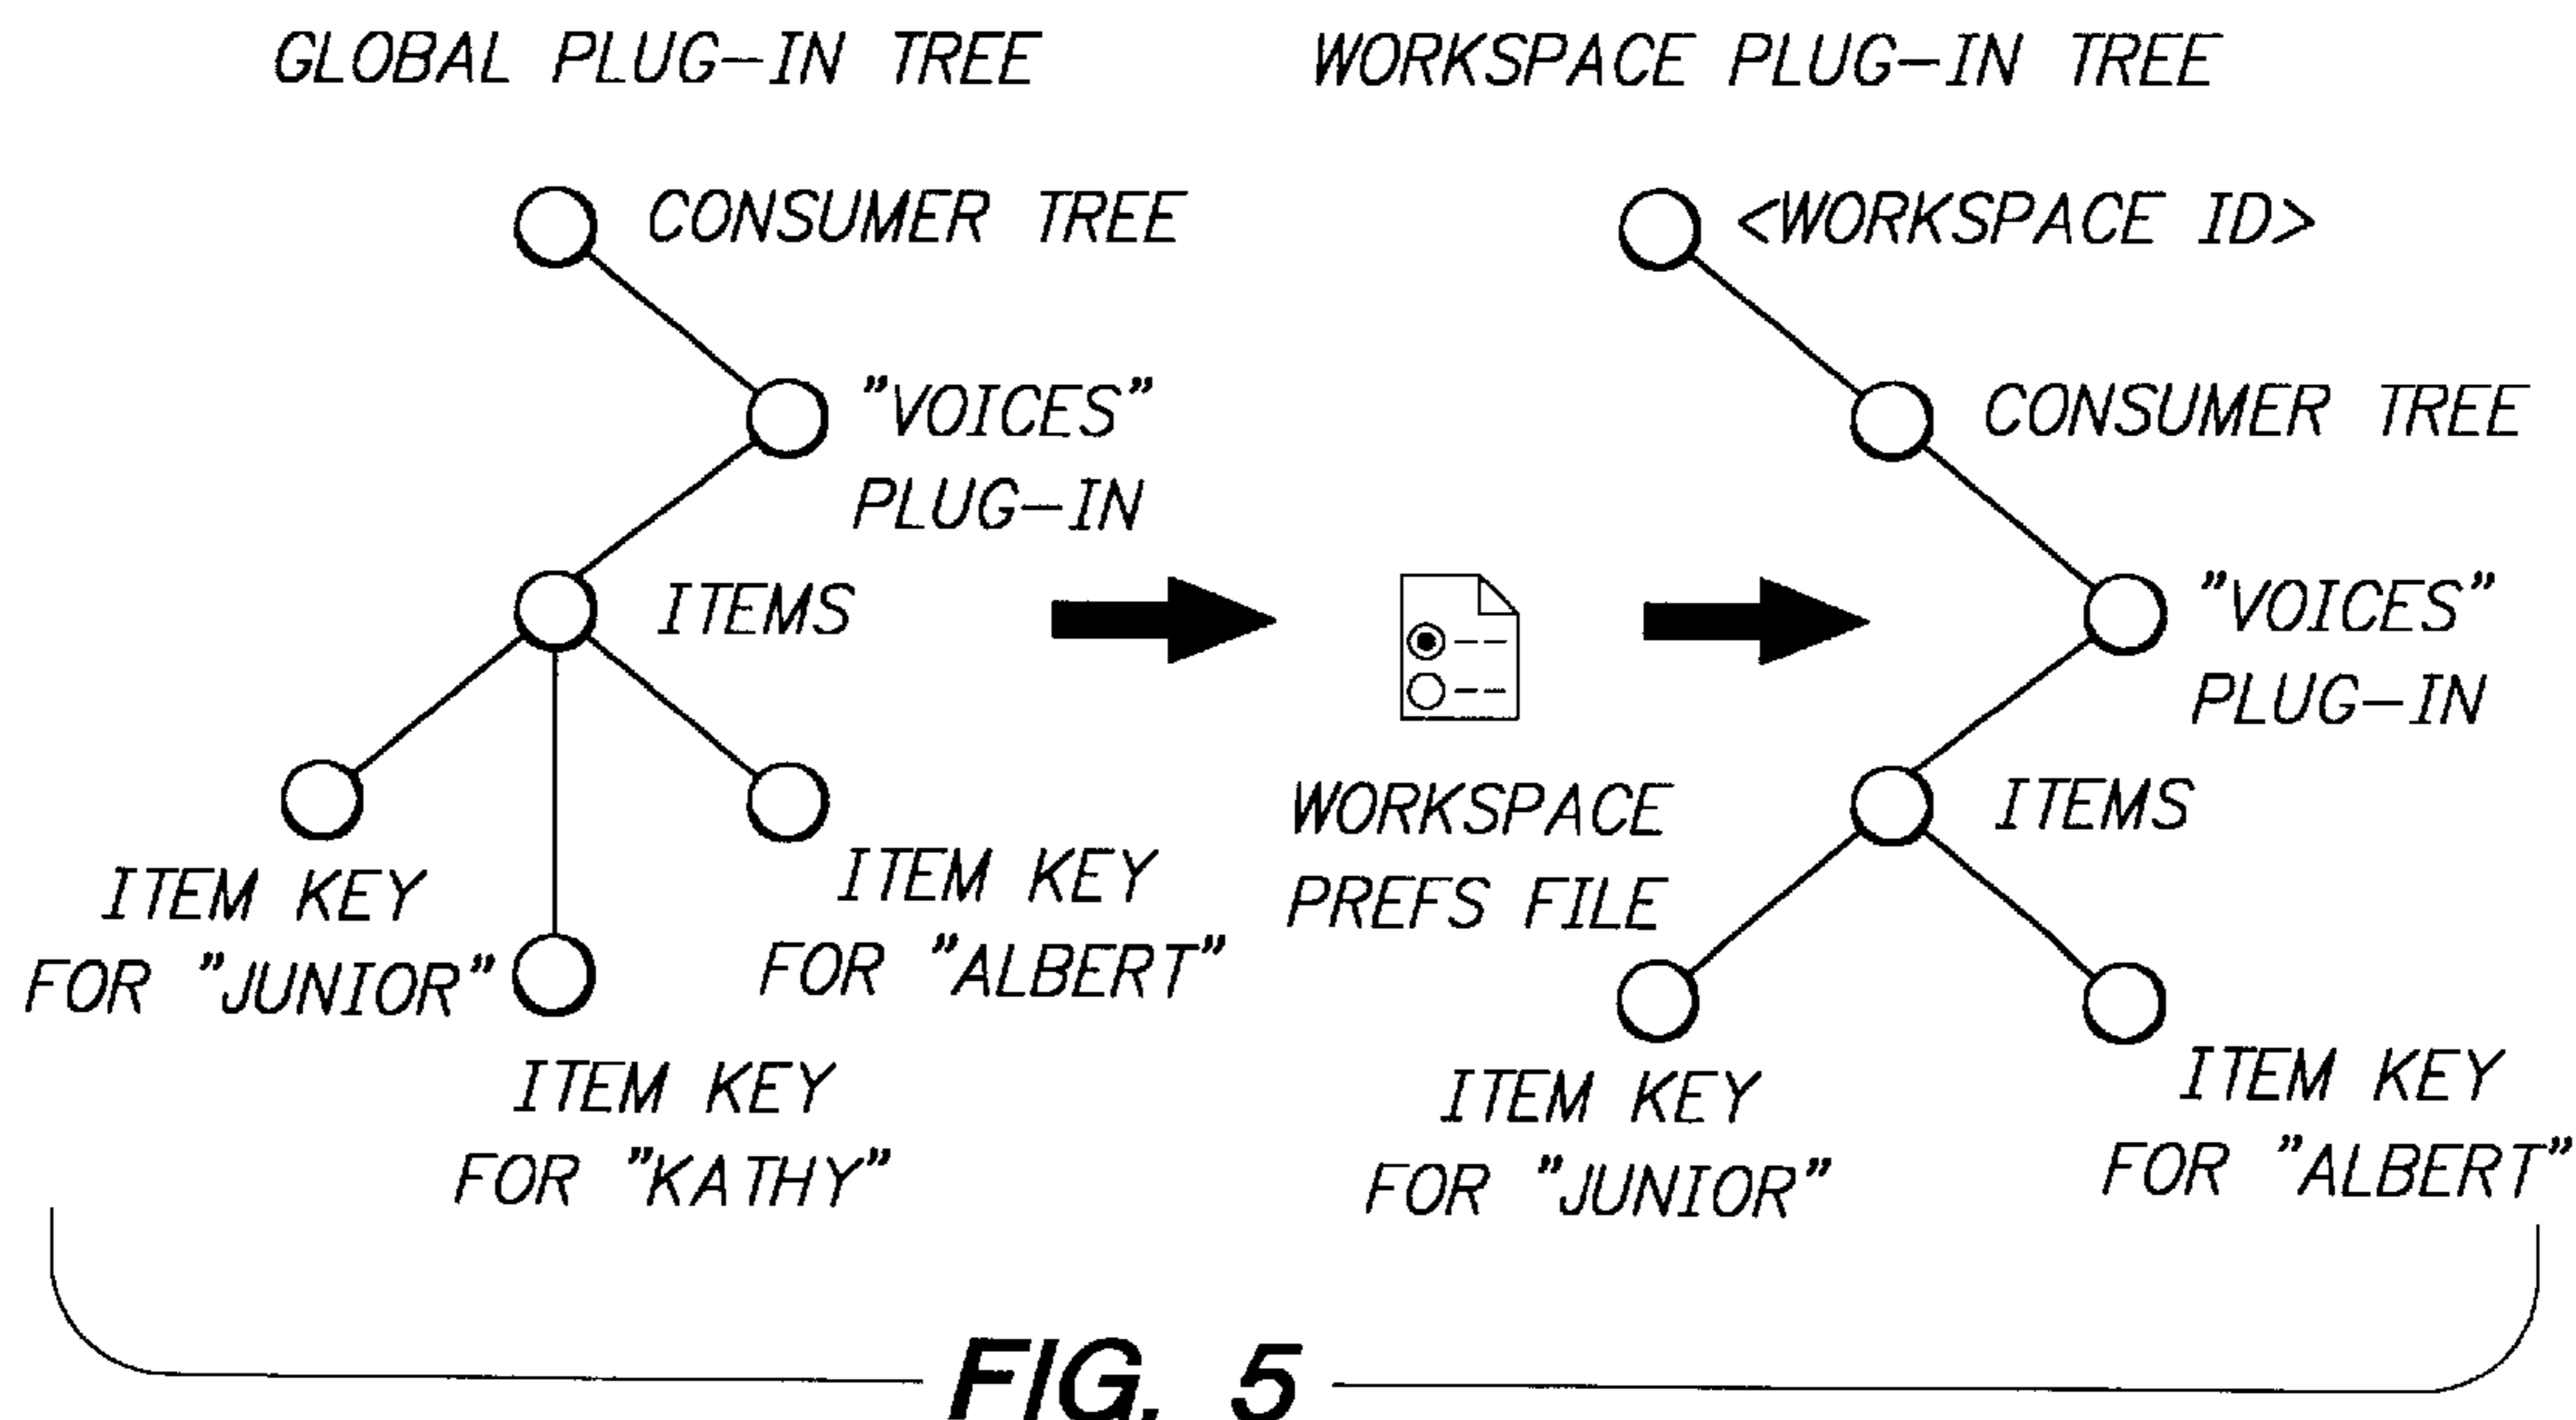 GLOBAL PLUG-IN TREE
CONSUMER TREE
"VOICES"
PLUG-IN
ITEMS
ITEM KEY
FOR "JUNIOR"
ITEM KEY
FOR "KATHY"
ITEM KEY
FOR "ALBERT"
WORKSPACE
PREFS FILE
WORKSPACE PLUG-IN TREE
<WORKSPACE ID>
CONSUMER TREE
"VOICES"
PLUG-IN
ITEMS
ITEM KEY
FOR "JUNIOR"
ITEM KEY
FOR "ALBERT"
FIG. 5